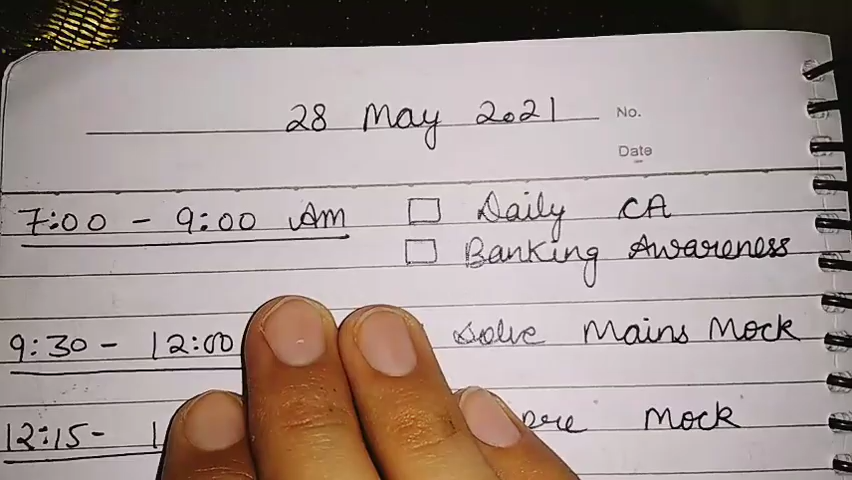 28 May 2021 No.
Date
7:00 - 9:00 Am Daily CA
Banking Awareness
9:30 - 12:00 Solve Mains Mock
12:15 - Mock